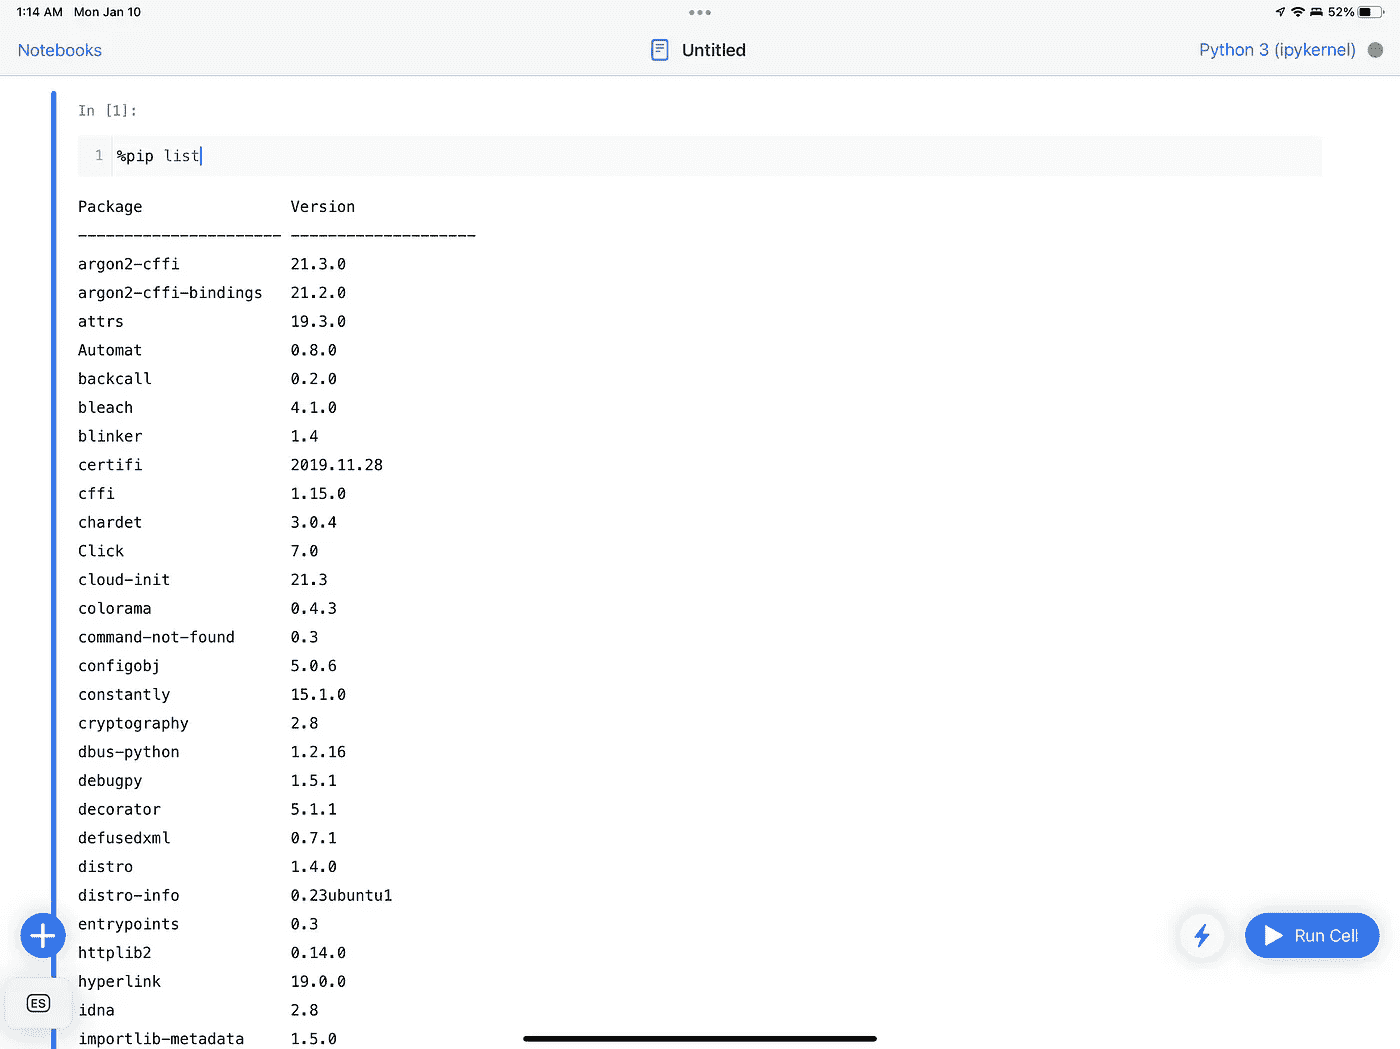 1:14 AM Mon Jan 10
52%
Notebooks
Untitled
Python 3 (ipykernel)
In [1]:
1 %pip list
Package Version
---------------------- --------------------
argon2-cffi 21.3.0
argon2-cffi-bindings 21.2.0
attrs 19.3.0
Automat 0.8.0
backcall 0.2.0
bleach 4.1.0
blinker 1.4
certifi 2019.11.28
cffi 1.15.0
chardet 3.0.4
Click 7.0
cloud-init 21.3
colorama 0.4.3
command-not-found 0.3
configobj 5.0.6
constantly 15.1.0
cryptography 2.8
dbus-python 1.2.16
debugpy 1.5.1
decorator 5.1.1
defusedxml 0.7.1
distro 1.4.0
distro-info 0.23ubuntu1
entrypoints 0.3
httplib2 0.14.0
hyperlink 19.0.0
idna 2.8
importlib-metadata 1.5.0
Run Cell
ES